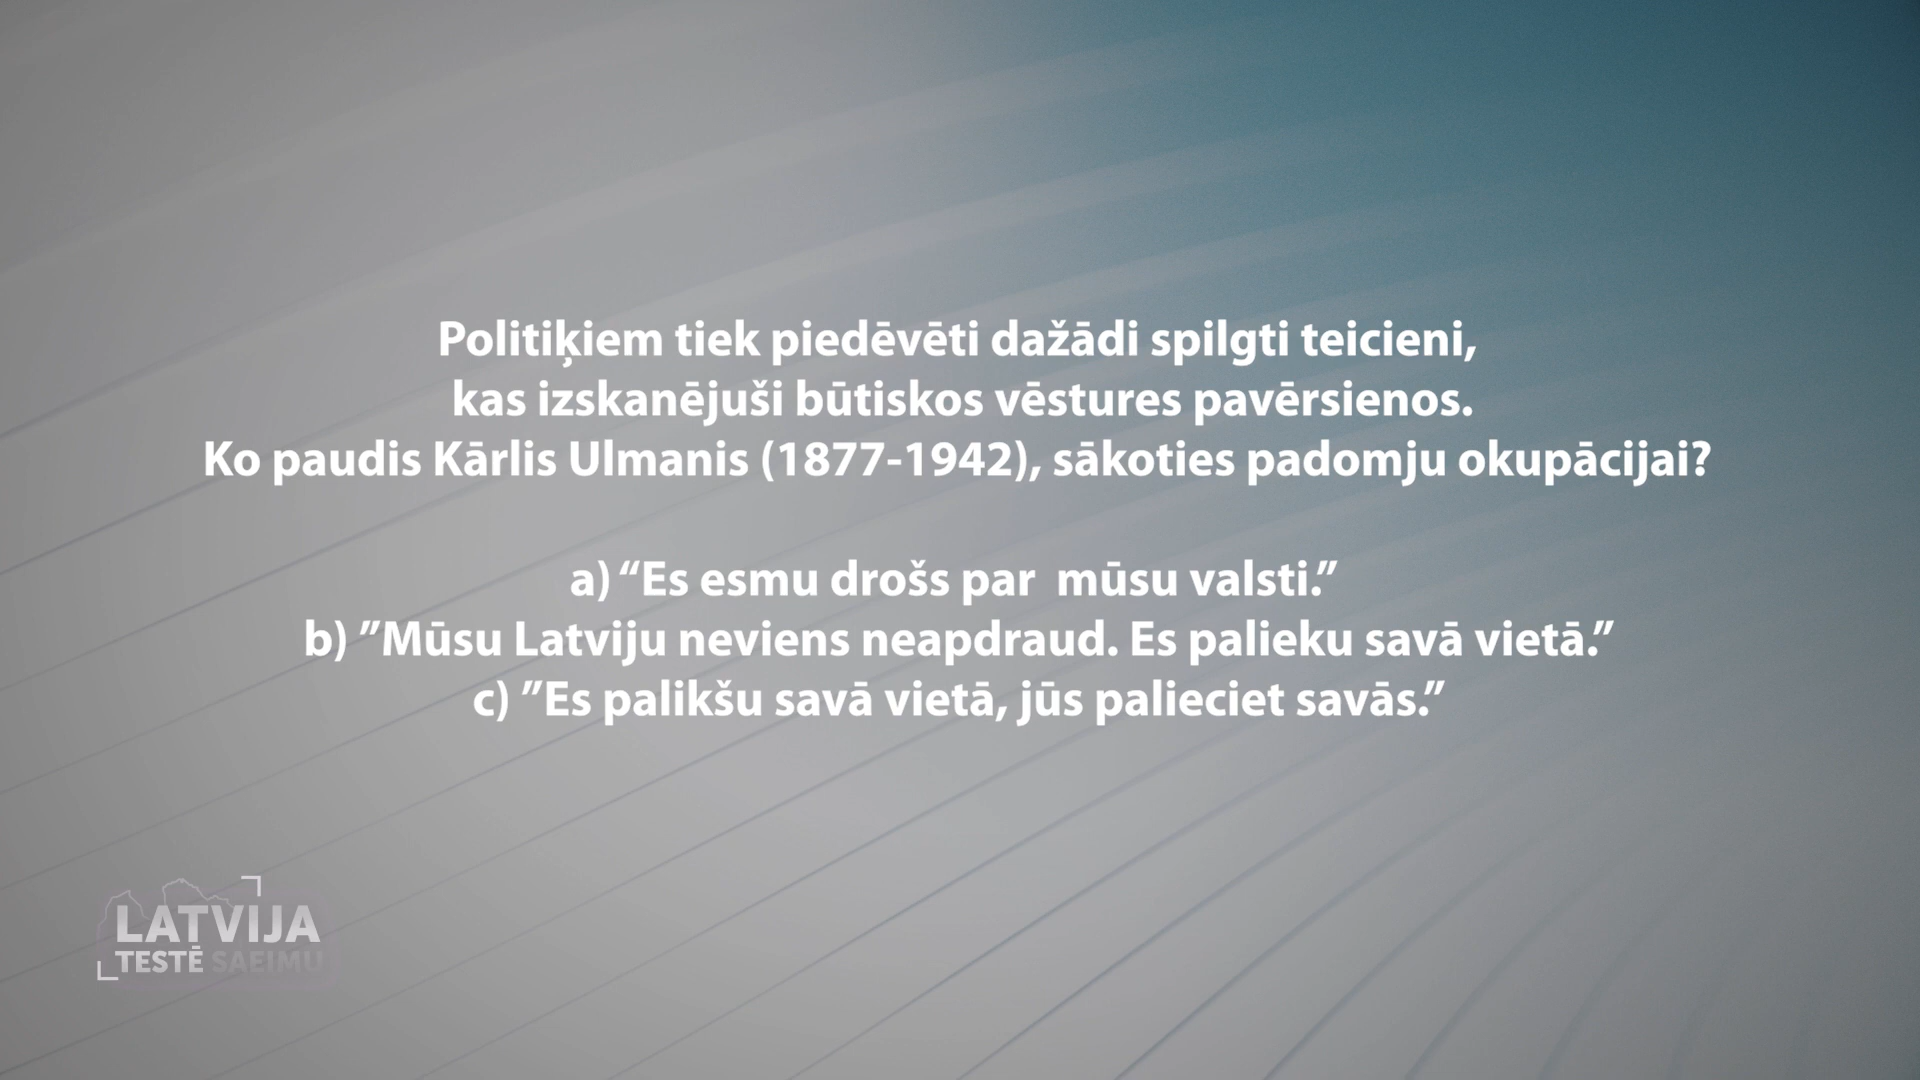 Politiķiem tiek piedēvēti dažādi spilgti teicieni,
kas izskanējuši būtiskos vēstures pavērsienos.
Ko paudis Kārlis Ulmanis (1877-1942), sākoties padomju okupācijai?
a) “Es esmu drošs par  mūsu valsti.”
b) ”Mūsu Latviju neviens neapdraud. Es palieku savā vietā.”
c) ”Es palikšu savā vietā, jūs palieciet savās.”
LATVIJA
TESTĒ SAEIMU